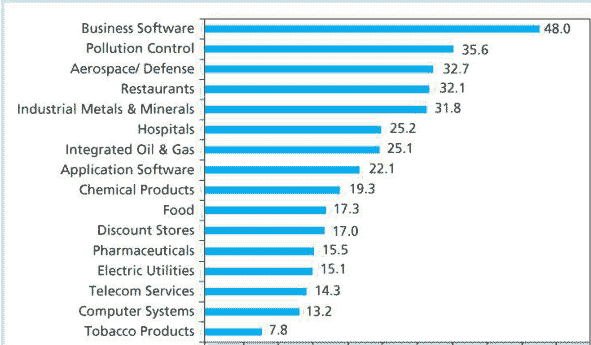 Business Software 48.0
Pollution Control 35.6
Aerospace/ Defense 32.7
Restaurants 32.1
Industrial Metals & Minerals 31.8
Hospitals 25.2
Integrated Oil & Gas 25.1
Application Software 22.1
Chemical Products 19.3
Food 17.3
Discount Stores 17.0
Pharmaceuticals 15.5
Electric Utilities 15.1
Telecom Services 14.3
Computer Systems 13.2
Tobacco Products 7.8